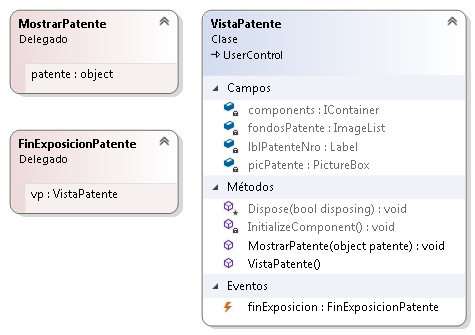 MostrarPatente
Delegado
patente : object
FinExposicionPatente
Delegado
vp : VistaPatente
VistaPatente
Clase
UserControl
Campos
components : IContainer
fondosPatente : ImageList
lblPatenteNro : Label
picPatente : PictureBox
Métodos
Dispose(bool disposing) : void
InitializeComponent() : void
MostrarPatente(object patente) : void
VistaPatente()
Eventos
finExposicion : FinExposicionPatente